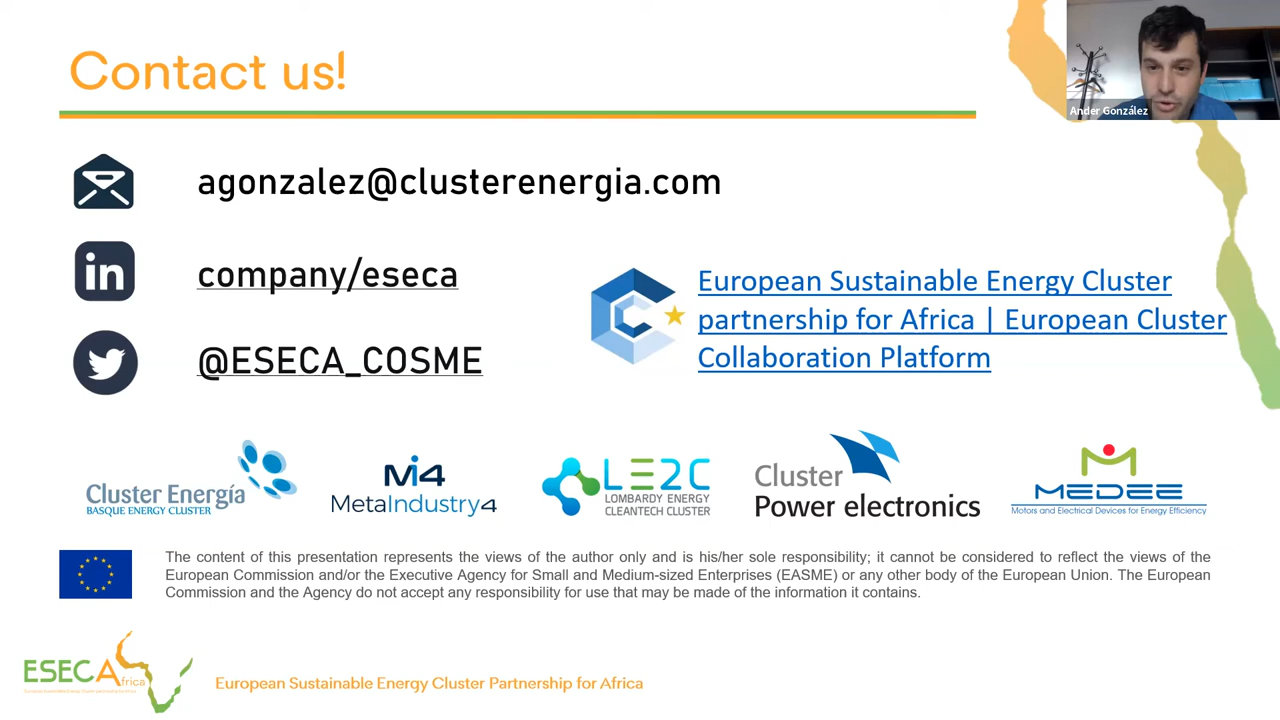 Contact us!
Ander González
agonzalez@clusterenergia.com
in
company/eseca
@ESECA_COSME
European Sustainable Energy Cluster
partnership for Africa | European Cluster
Collaboration Platform
Cluster Energía
BASQUE ENERGY CLUSTER
Mi4
MetaIndustry4
LE2C
LOMBARDY ENERGY
CLEANTECH CLUSTER
Cluster
Power electronics
MEDEE
Motors and Electrical Devices for Energy Efficiency
The content of this presentation represents the views of the author only and is his/her sole responsibility; it cannot be considered to reflect the views of the
European Commission and/or the Executive Agency for Small and Medium-sized Enterprises (EASME) or any other body of the European Union. The European
Commission and the Agency do not accept any responsibility for use that may be made of the information it contains.
ESECA
africa
European Sustainable Energy Cluster Partnership for Africa